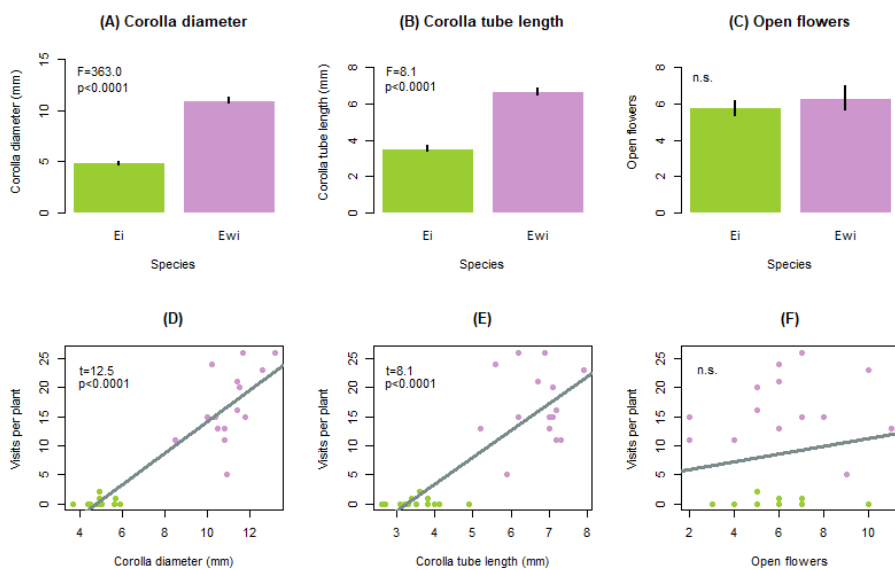 (A) Corolla diameter
F=363.0
p<0.0001
Corolla diameter (mm)
0
5
10
15
Ei
Ewi
Species
(B) Corolla tube length
F=8.1
p<0.0001
Corolla tube length (mm)
0
2
4
6
8
Ei
Ewi
Species
(C) Open flowers
n.s.
Open flowers
0
2
4
6
8
Ei
Ewi
Species
(D)
t=12.5
p<0.0001
Visits per plant
0
5
10
15
20
25
4
6
8
10
12
Corolla diameter (mm)
(E)
t=8.1
p<0.0001
Visits per plant
0
5
10
15
20
25
3
4
5
6
7
8
Corolla tube length (mm)
(F)
n.s.
Visits per plant
0
5
10
15
20
25
2
4
6
8
10
Open flowers